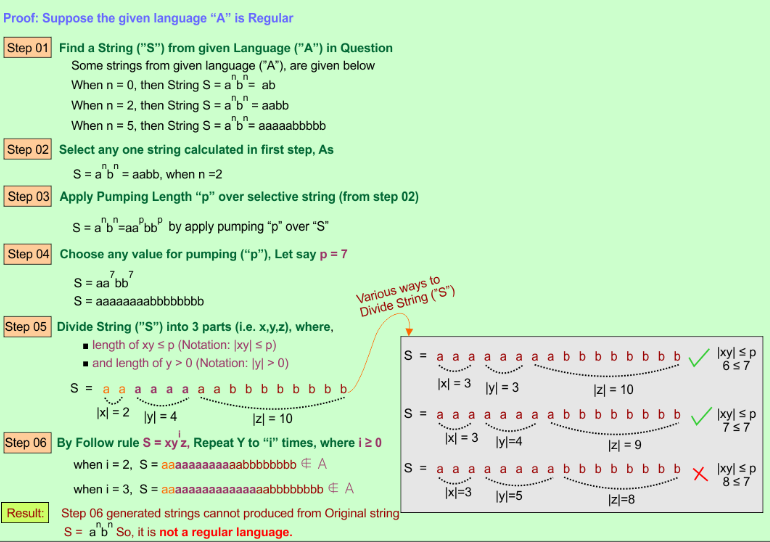 Proof: Suppose the given language “A” is Regular
Step 01 Find a String (”S”) from given Language (”A”) in Question
Some strings from given language (”A”), are given below
When n = 0, then String S = aⁿbⁿ= ab
When n = 2, then String S = aⁿbⁿ = aabb
When n = 5, then String S = aⁿbⁿ = aaaaabbbbb
Step 02 Select any one string calculated in first step, As
S = aⁿbⁿ = aabb, when n =2
Step 03 Apply Pumping Length “p” over selective string (from step 02)
S = aⁿbⁿ=aaᵖbbᵖ by apply pumping “p” over “S”
Step 04 Choose any value for pumping (“p”), Let say p = 7
S = aa⁷bb⁷
S = aaaaaaaabbbbbbbb
Step 05 Divide String (”S”) into 3 parts (i.e. x,y,z), where,
■ length of xy ≤ p (Notation: |xy| ≤ p)
■ and length of y > 0 (Notation: |y| > 0)
S = a a a a a a a a b b b b b b b b
|x| = 2 |y| = 4 |z| = 10
Various ways to
Divide String (”S”)
S = a a a a a a a a b b b b b b b b |xy| ≤ p
6 ≤ 7
|x| = 3 |y| = 3 |z| = 10
S = a a a a a a a a b b b b b b b b |xy| ≤ p
7 ≤ 7
|x| = 3 |y|=4 |z| = 9
S = a a a a a a a a b b b b b b b b |xy| ≤ p
8 ≤ 7
|x|=3 |y|=5 |z|=8
Step 06 By Follow rule S = xyⁱz, Repeat Y to “i” times, where i ≥ 0
when i = 2, S = aaaaaaaaaaaabbbbbbbb ∉ A
when i = 3, S = aaaaaaaaaaaaaaaabbbbbbbb ∉ A
Result: Step 06 generated strings cannot produced from Original string
S = aⁿbⁿ So, it is not a regular language.